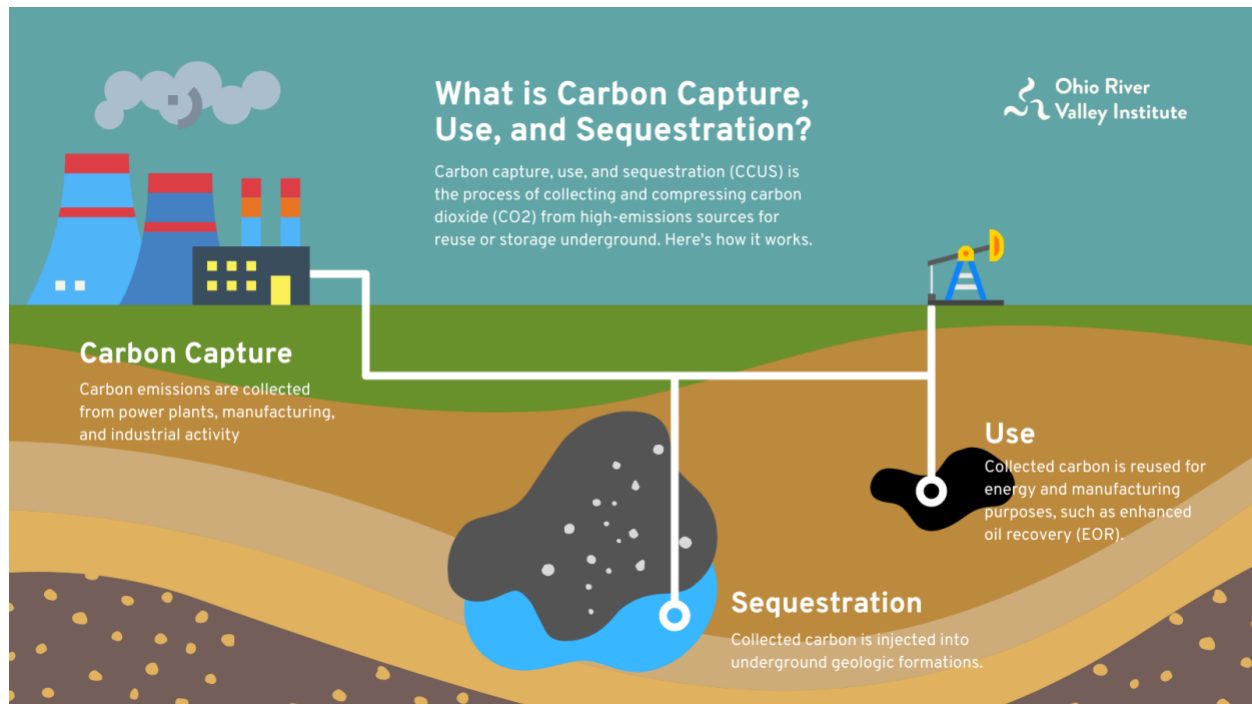 What is Carbon Capture,
Use, and Sequestration?
Ohio River
Valley Institute
Carbon capture, use, and sequestration (CCUS) is
the process of collecting and compressing carbon
dioxide (CO2) from high-emissions sources for
reuse or storage underground. Here's how it works.
Carbon Capture
Carbon emissions are collected
from power plants, manufacturing,
and industrial activity
Use
Collected carbon is reused for
energy and manufacturing
purposes, such as enhanced
oil recovery (EOR).
Sequestration
Collected carbon is injected into
underground geologic formations.